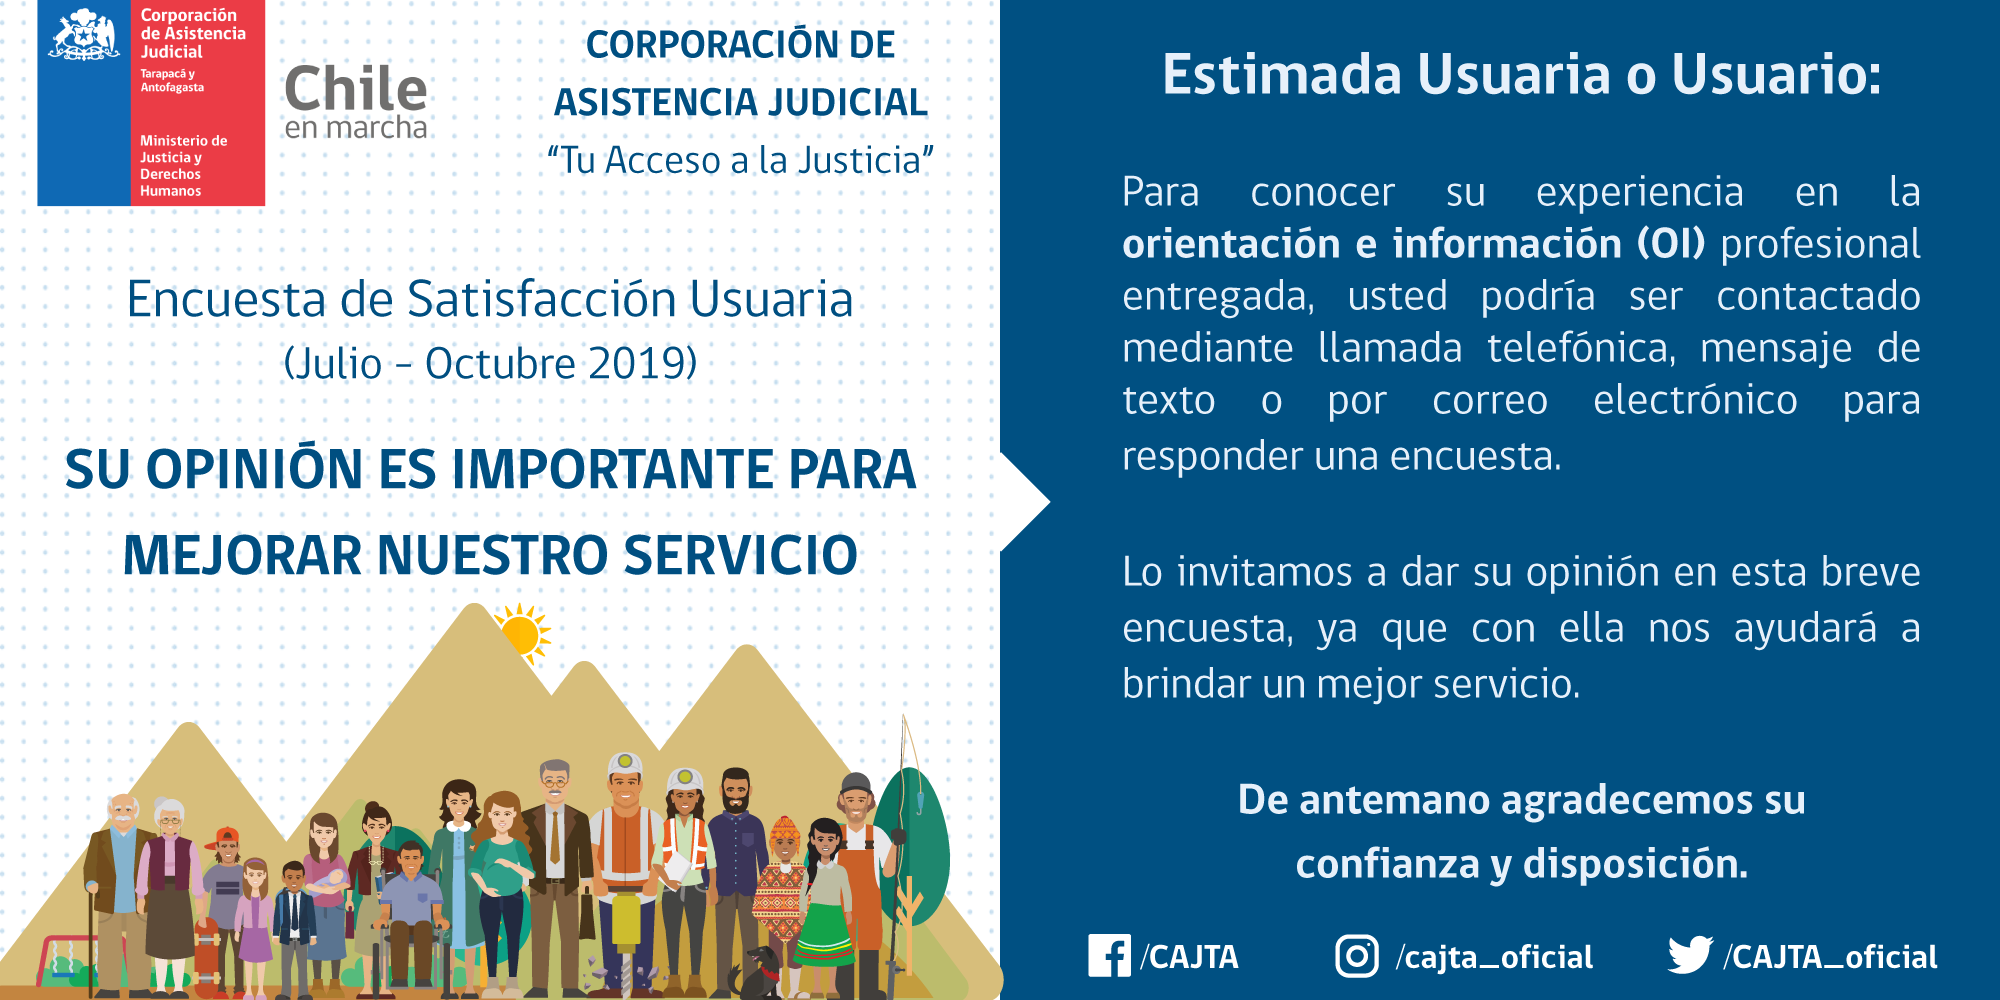 Corporación
de Asistencia
Judicial
Tarapacá y
Antofagasta
Ministerio de
Justicia y
Derechos
Humanos
Chile
en marcha
CORPORACIÓN DE
ASISTENCIA JUDICIAL
“Tu Acceso a la Justicia”
Encuesta de Satisfacción Usuaria
(Julio - Octubre 2019)
SU OPINIÓN ES IMPORTANTE PARA
MEJORAR NUESTRO SERVICIO
Estimada Usuaria o Usuario:
Para conocer su experiencia en la
orientación e información (OI) profesional
entregada, usted podría ser contactado
mediante llamada telefónica, mensaje de
texto o por correo electrónico para
responder una encuesta.
Lo invitamos a dar su opinión en esta breve
encuesta, ya que con ella nos ayudará a
brindar un mejor servicio.
De antemano agradecemos su
confianza y disposición.
/CAJTA
/cajta_oficial
/CAJTA_oficial